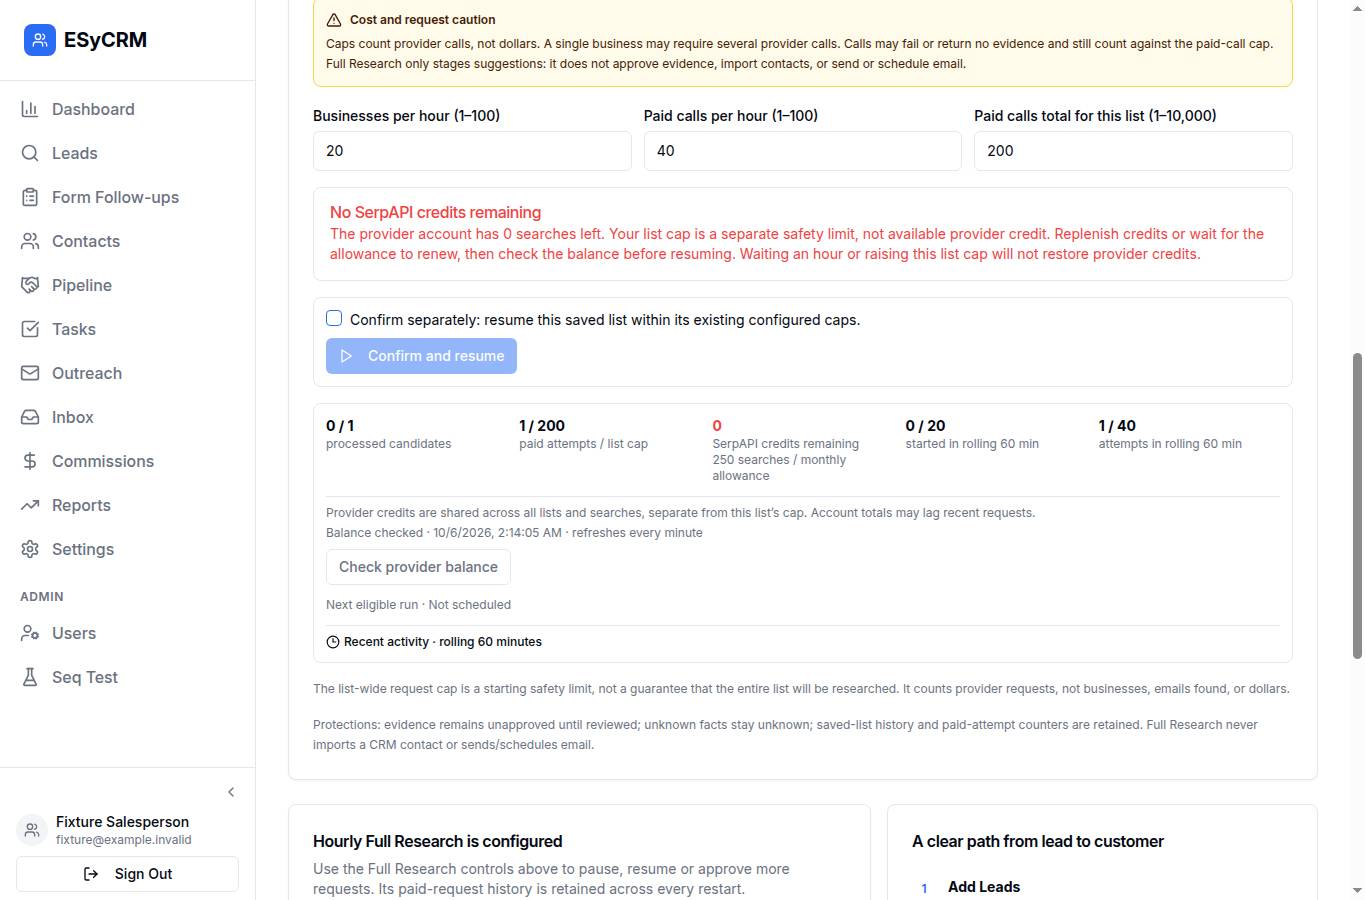 ESyCRM
Dashboard
Leads
Form Follow-ups
Contacts
Pipeline
Tasks
Outreach
Inbox
Commissions
Reports
Settings
ADMIN
Users
Seq Test
Fixture Salesperson
fixture@example.invalid
Sign Out
Cost and request caution
Caps count provider calls, not dollars. A single business may require several provider calls. Calls may fail or return no evidence and still count against the paid-call cap.
Full Research only stages suggestions: it does not approve evidence, import contacts, or send or schedule email.
Businesses per hour (1–100)
Paid calls per hour (1–100)
Paid calls total for this list (1–10,000)
20
40
200
No SerpAPI credits remaining
The provider account has 0 searches left. Your list cap is a separate safety limit, not available provider credit. Replenish credits or wait for the
allowance to renew, then check the balance before resuming. Waiting an hour or raising this list cap will not restore provider credits.
Confirm separately: resume this saved list within its existing configured caps.
Confirm and resume
0 / 1
processed candidates
1 / 200
paid attempts / list cap
0
SerpAPI credits remaining
250 searches / monthly
allowance
0 / 20
started in rolling 60 min
1 / 40
attempts in rolling 60 min
Provider credits are shared across all lists and searches, separate from this list's cap. Account totals may lag recent requests.
Balance checked · 10/6/2026, 2:14:05 AM · refreshes every minute
Check provider balance
Next eligible run · Not scheduled
Recent activity · rolling 60 minutes
The list-wide request cap is a starting safety limit, not a guarantee that the entire list will be researched. It counts provider requests, not businesses, emails found, or dollars.
Protections: evidence remains unapproved until reviewed; unknown facts stay unknown; saved-list history and paid-attempt counters are retained. Full Research never
imports a CRM contact or sends/schedules email.
Hourly Full Research is configured
Use the Full Research controls above to pause, resume or approve more
requests. Its paid-request history is retained across every restart.
A clear path from lead to customer
1 Add Leads